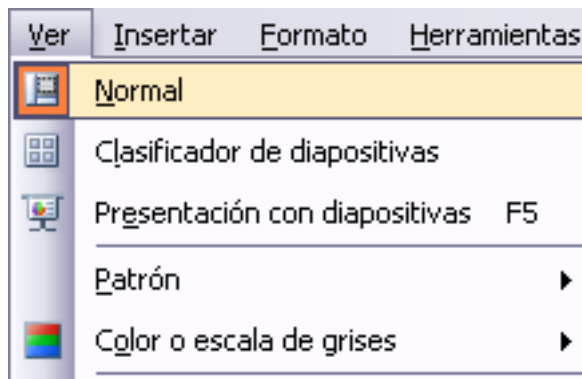 Ver Insertar Formato Herramientas
Normal
Clasificador de diapositivas
Presentación con diapositivas F5
Patrón
Color o escala de grises